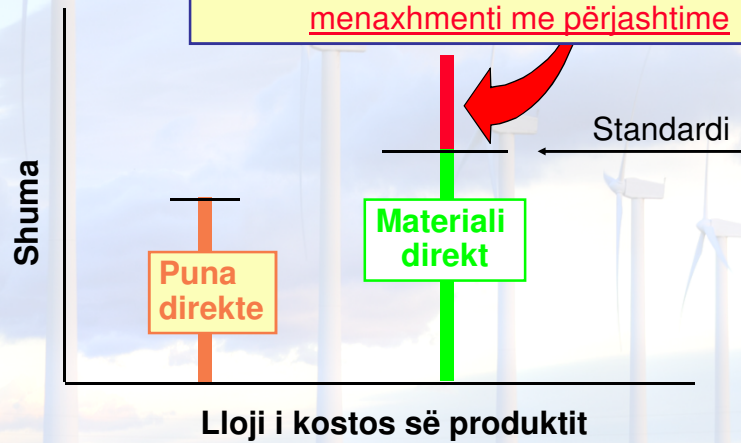 menaxhmenti me përjashtime
Standardi
Shuma
Materiali
direkt
Puna
direkte
Lloji i kostos së produktit